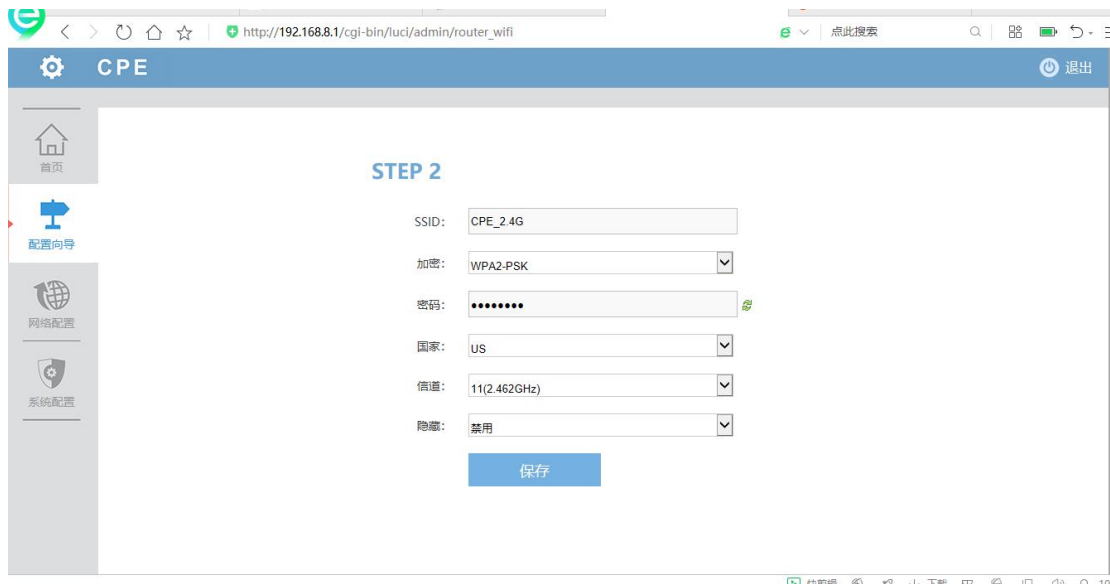 http://192.168.8.1/cgi-bin/luci/admin/router_wifi
点此搜索
CPE
退出
首页
配置向导
网络配置
系统配置
STEP 2
SSID: CPE_2.4G
加密: WPA2-PSK
密码: ••••••••
国家: US
信道: 11(2.462GHz)
隐藏: 禁用
保存